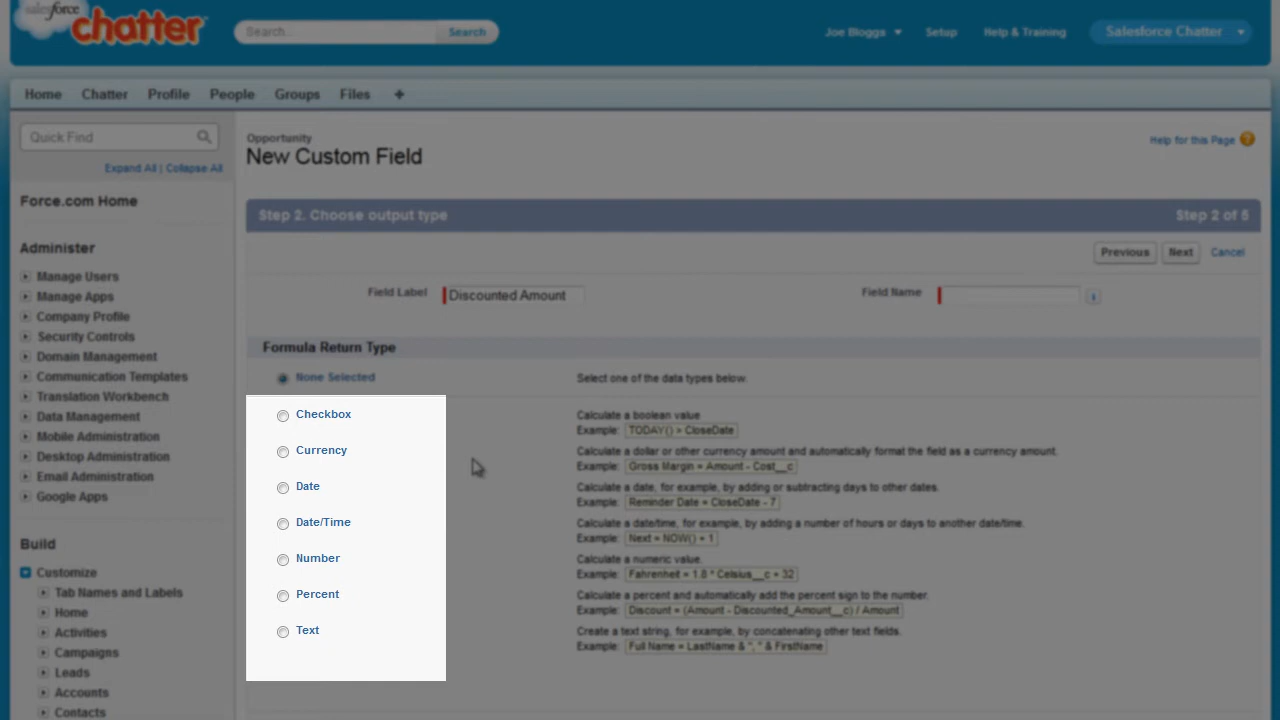 salesforce
chatter
Search...
Search
Joe Bloggs
Setup
Help & Training
Salesforce Chatter
Home
Chatter
Profile
People
Groups
Files
+
Quick Find
Expand All | Collapse All
Force.com Home
Administer
Manage Users
Manage Apps
Company Profile
Security Controls
Domain Management
Communication Templates
Translation Workbench
Data Management
Mobile Administration
Desktop Administration
Email Administration
Google Apps
Build
Customize
Tab Names and Labels
Home
Activities
Campaigns
Leads
Accounts
Contacts
Opportunity
New Custom Field
Help for this Page ?
Step 2. Choose output type
Step 2 of 5
Previous
Next
Cancel
Field Label
Discounted Amount
Field Name
i
Formula Return Type
None Selected
Select one of the data types below.
Checkbox
Calculate a boolean value
Example: TODAY() > CloseDate
Currency
Calculate a dollar or other currency amount and automatically format the field as a currency amount.
Example: Gross Margin = Amount - Cost__c
Date
Calculate a date, for example, by adding or subtracting days to other dates.
Example: Reminder Date = CloseDate - 7
Date/Time
Calculate a date/time, for example, by adding a number of hours or days to another date/time.
Example: Next = NOW() + 1
Number
Calculate a numeric value.
Example: Fahrenheit = 1.8 * Celsius__c + 32
Percent
Calculate a percent and automatically add the percent sign to the number.
Example: Discount = (Amount - Discounted_Amount__c) / Amount
Text
Create a text string, for example, by concatenating other text fields.
Example: Full Name = LastName & ", " & FirstName